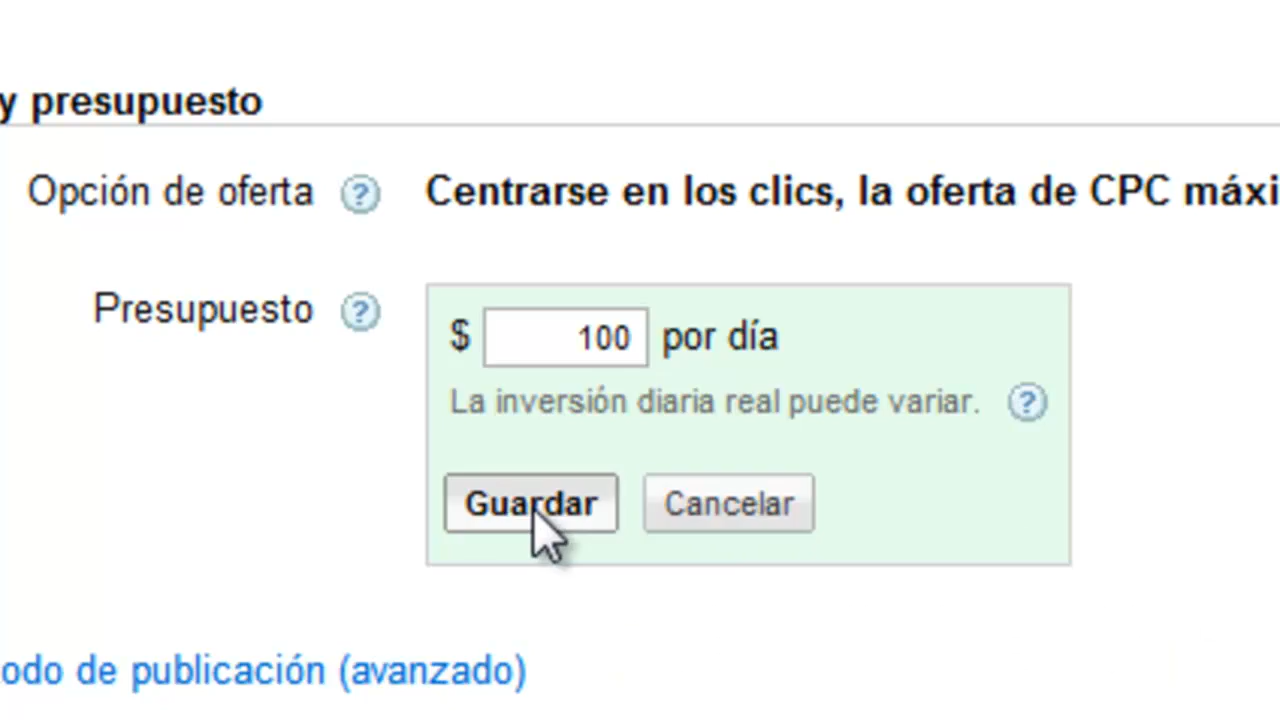 y presupuesto
Opción de oferta ? Centrarse en los clics, la oferta de CPC máxi
Presupuesto ?
$ 100 por día
La inversión diaria real puede variar. ?
Guardar Cancelar
odo de publicación (avanzado)